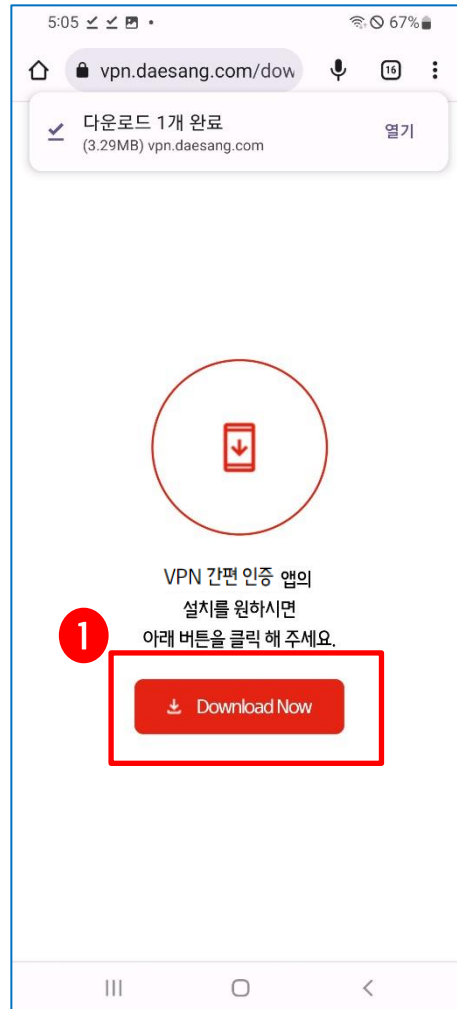 5:05
67%
vpn.daesang.com/dow
16
다운로드 1개 완료
열기
(3.29MB) vpn.daesang.com
VPN 간편 인증 앱의
설치를 원하시면
1
아래 버튼을 클릭 해 주세요.
Download Now